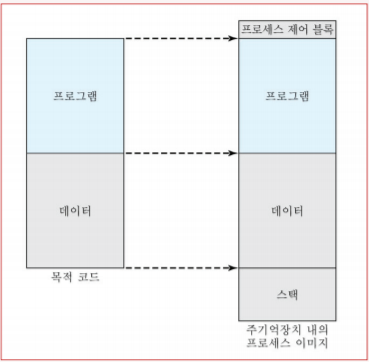 프로세스 제어 블록
프로그램
프로그램
데이터
데이터
목적 코드
스택
주기억장치 내의
프로세스 이미지